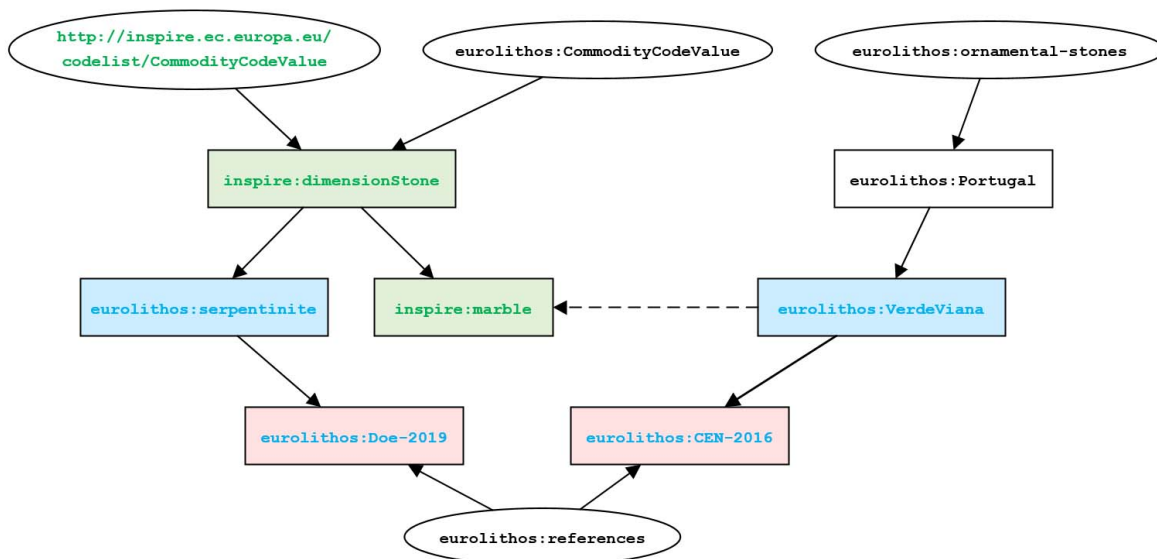 http://inspire.ec.europa.eu/
codelist/CommodityCodeValue
eurolithos:CommodityCodeValue
eurolithos:ornamental-stones
inspire:dimensionStone
eurolithos:Portugal
eurolithos:serpentinite
inspire:marble
eurolithos:VerdeViana
eurolithos:Doe-2019
eurolithos:CEN-2016
eurolithos:references